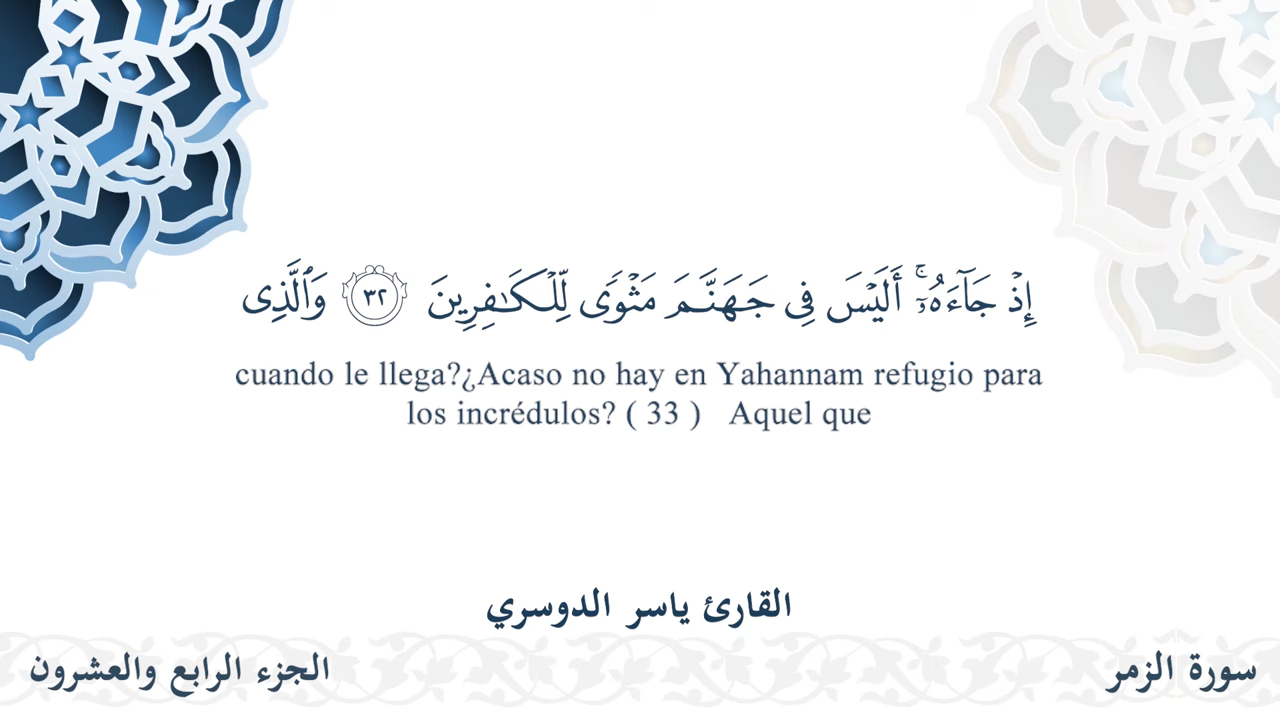 إِذْ جَآءَهُۥٓ ۚ أَلَيْسَ فِى جَهَنَّمَ مَثْوًى لِّلْكَـٰفِرِينَ ٣٢ وَٱلَّذِى
cuando le llega?¿Acaso no hay en Yahannam refugio para
los incrédulos? ( 33 ) Aquel que
القارئ ياسر الدوسري
سورة الزمر
الجزء الرابع والعشرون